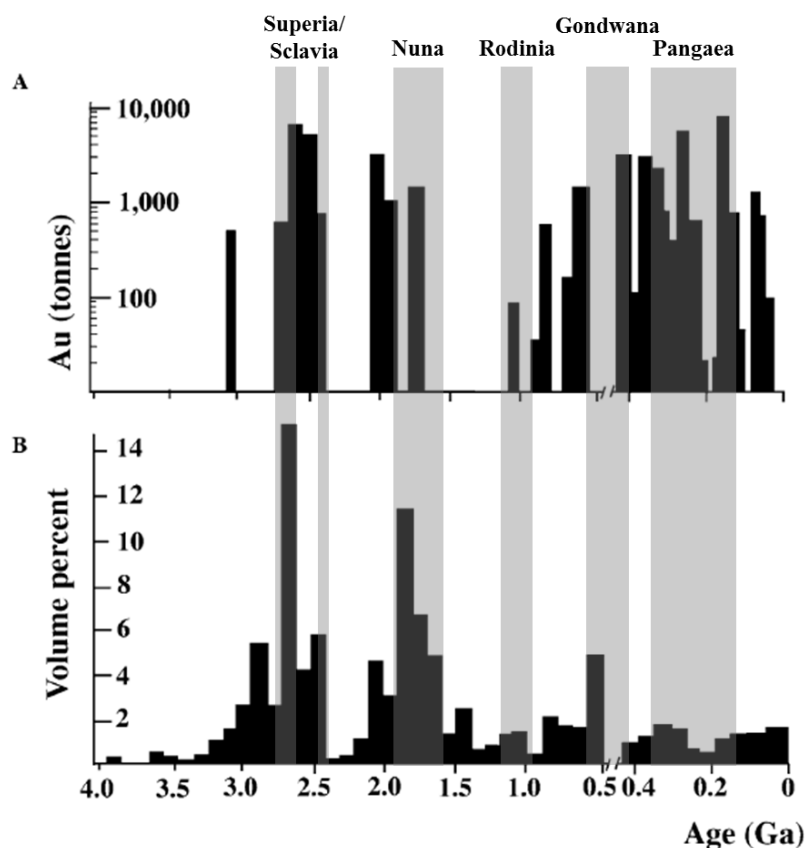 Superia/
Sclavia
Nuna
Rodinia
Gondwana
Pangaea
A
10,000
1,000
100
Au (tonnes)
B
14
12
10
8
6
4
2
Volume percent
4.0 3.5 3.0 2.5 2.0 1.5 1.0 0.5 0.4 0.2 0
Age (Ga)